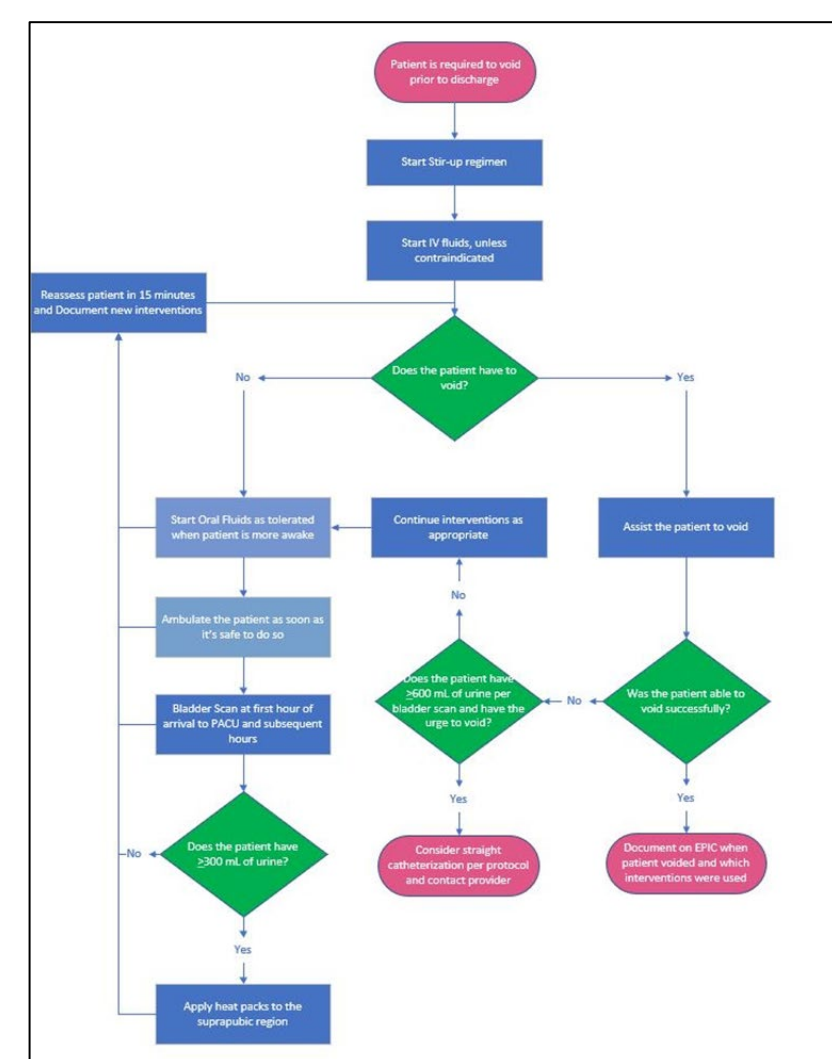 Patient is required to void
prior to discharge
Start Stir-up regimen
Start IV fluids, unless
contraindicated
Reassess patient in 15 minutes
and Document new interventions
Does the patient have to
void?
No
Yes
Start Oral Fluids as tolerated
when patient is more awake
Continue interventions as
appropriate
Assist the patient to void
No
Ambulate the patient as soon as
it's safe to do so
Does the patient have
≥600 mL of urine per
bladder scan and have the
urge to void?
No
Was the patient able to
void successfully?
Bladder Scan at first hour of
arrival to PACU and subsequent
hours
Yes
Yes
Does the patient have
≥300 mL of urine?
No
Consider straight
catheterization per protocol
and contact provider
Document on EPIC when
patient voided and which
interventions were used
Yes
Apply heat packs to the
suprapubic region